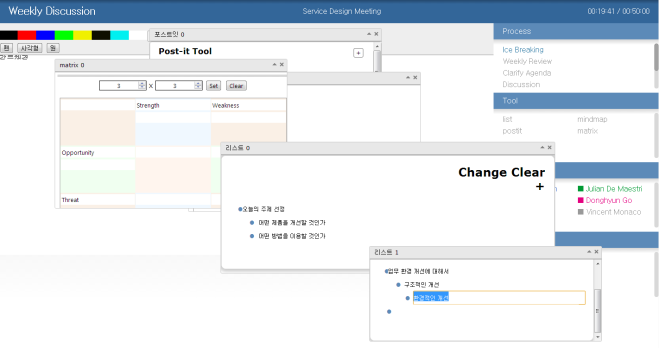 Weekly Discussion
Service Design Meeting
00:19:41 / 00:50:00
Process
Ice Breaking
Weekly Review
Clarify Agenda
Discussion
Tool
list
mindmap
postit
matrix
Julian De Maestri
Donghyun Go
Vincent Monaco
펜
사각형
원
포스트잇 0
Post-it Tool
+
matrix 0
3 X 3 Set Clear
Strength
Weakness
Opportunity
Threat
리스트 0
Change Clear
+
오늘의 주제 선정
어떤 제품을 개선할 것인가
어떤 방법을 이용할 것인가
리스트 1
업무 환경 개선에 대해서
구조적인 개선
환경적인 개선